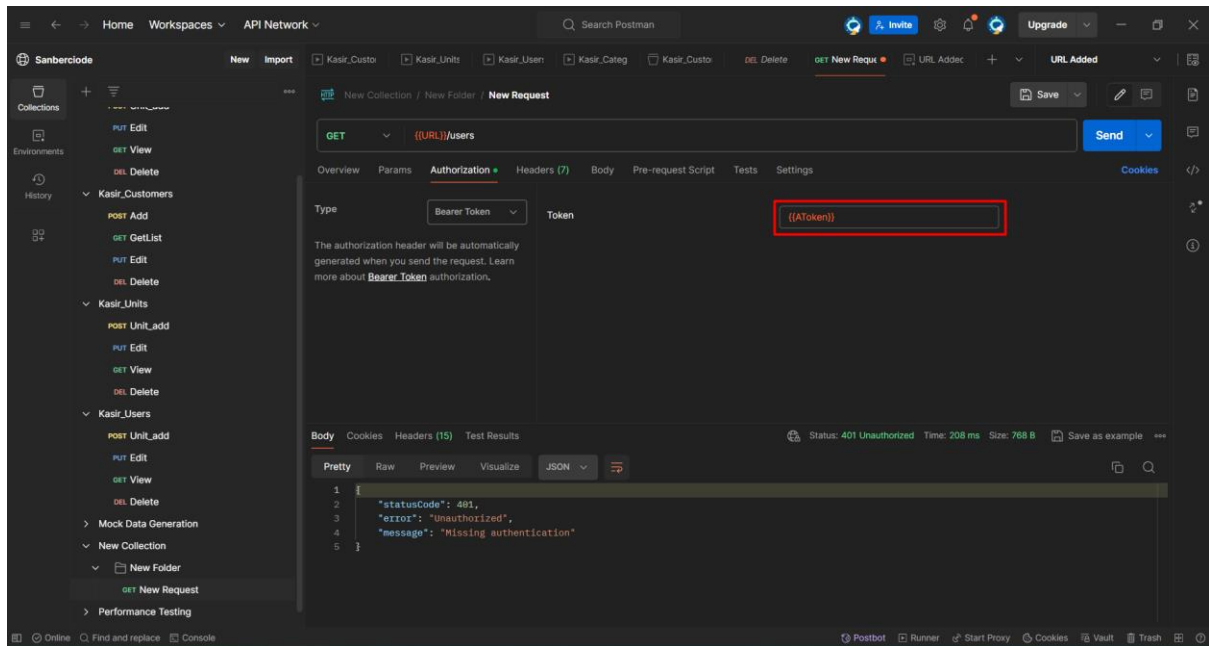 Home Workspaces API Network Search Postman Invite Upgrade
Sanberciode New Import Kasir_Custo Kasir_Units Kasir_User Kasir_Categ Kasir_Custo DEL Delete GET New Reque URL Addec URL Added
Collections
New Collection / New Folder / New Request Save
PUT Edit
GET {{URL}}/users Send
Environments
GET View
DEL Delete
Overview Params Authorization Headers (7) Body Pre-request Script Tests Settings Cookies
History
Kasir_Customers
POST Add
Type Bearer Token Token {{AToken}}
GET GetList
The authorization header will be automatically
generated when you send the request. Learn
more about Bearer Token authorization.
PUT Edit
DEL Delete
Kasir_Units
POST Unit_add
PUT Edit
GET View
DEL Delete
Kasir_Users
POST Unit_add
PUT Edit
GET View
DEL Delete
Mock Data Generation
New Collection
New Folder
GET New Request
Performance Testing
Body Cookies Headers (15) Test Results Status: 401 Unauthorized Time: 208 ms Size: 768 B Save as example
Pretty Raw Preview Visualize JSON
1 {
2 "statusCode": 401,
3 "error": "Unauthorized",
4 "message": "Missing authentication"
5 }
Online Find and replace Console Postbot Runner Start Proxy Cookies Vault Trash